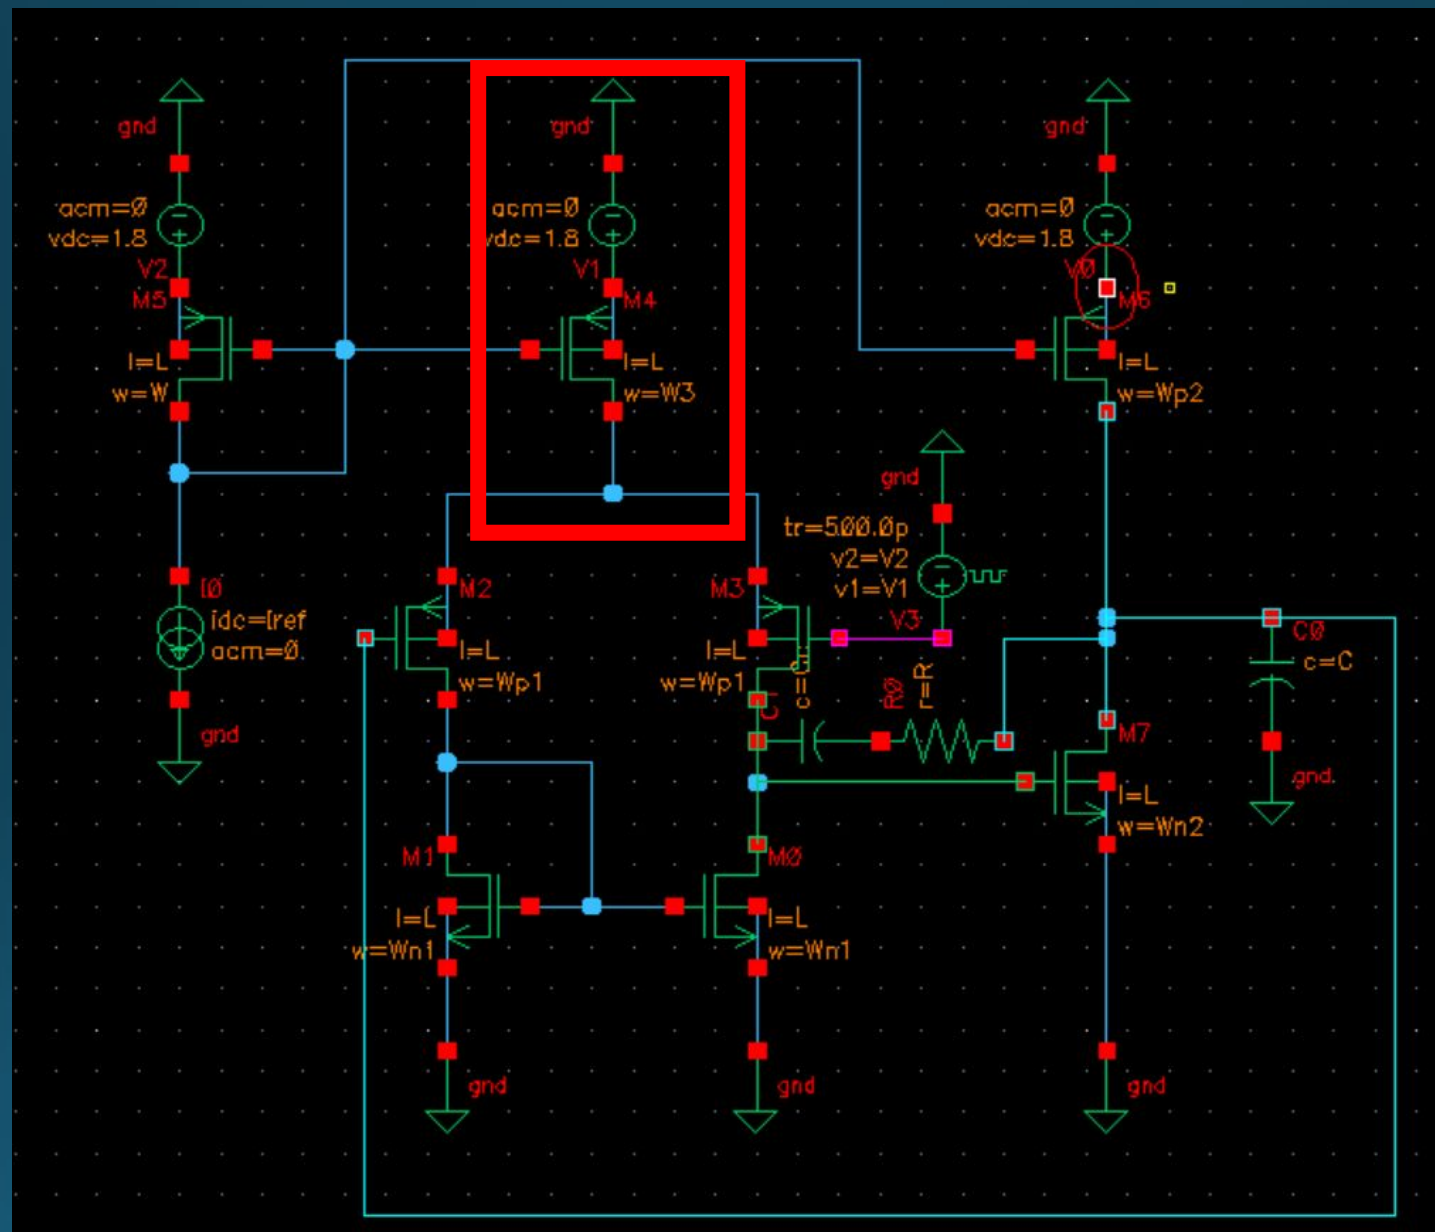 gnd
gnd
gnd
acm=0
vdc=1.8
V2
M5
l=L
w=W
acm=0
vdc=1.8
V1
M4
l=L
w=W3
acm=0
vdc=1.8
V0
M6
l=L
w=Wp2
gnd
tr=500.0p
v2=V2
v1=V1
V3
I0
idc=Iref
acm=0
gnd
M2
l=L
w=Wp1
M3
l=L
w=Wp1
C1
R0
r=R
C0
c=C
gnd
M7
l=L
w=Wn2
M1
l=L
w=Wn1
M0
l=L
w=Wn1
gnd
gnd
gnd